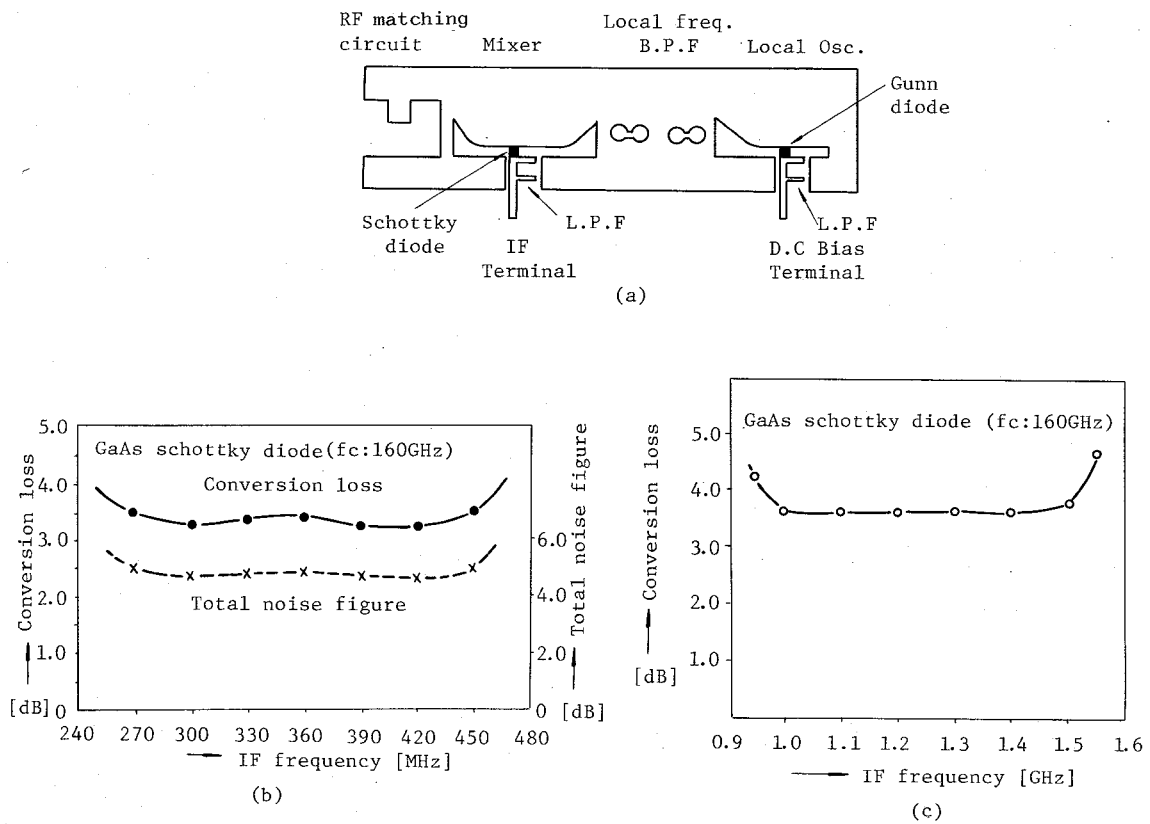 RF matching
circuit
Mixer
Local freq.
B.P.F
Local Osc.
Gunn
diode
Schottky
diode
L.P.F
IF
Terminal
L.P.F
D.C Bias
Terminal
(a)
GaAs schottky diode(fc:160GHz)
Conversion loss
Total noise figure
Conversion loss
[dB]
5.0
4.0
3.0
2.0
1.0
0
Total noise figure
[dB]
6.0
4.0
2.0
0
240 270 300 330 360 390 420 450 480
IF frequency [MHz]
(b)
GaAs schottky diode (fc:160GHz)
Conversion loss
[dB]
5.0
4.0
3.0
2.0
1.0
0.9 1.0 1.1 1.2 1.3 1.4 1.5 1.6
IF frequency [GHz]
(c)